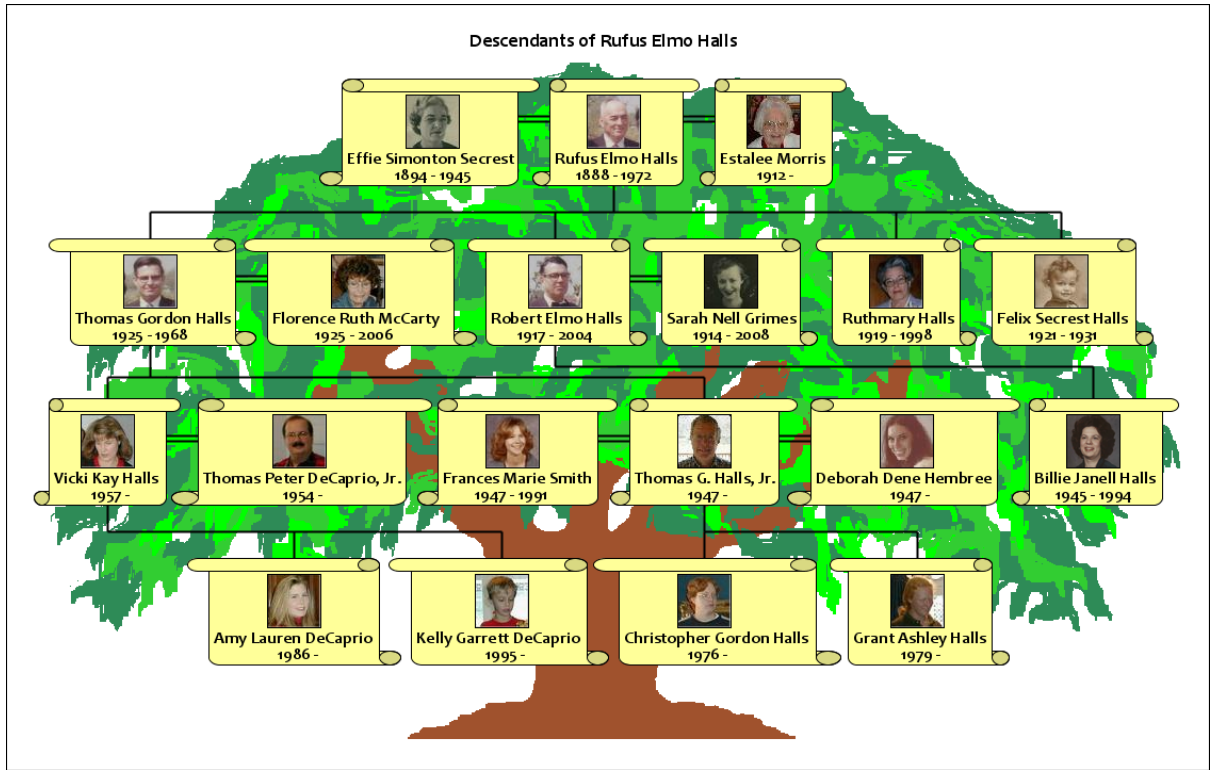 Descendants of Rufus Elmo Halls
Effie Simonton Secrest
1894 - 1945
Rufus Elmo Halls
1888 - 1972
Estalee Morris
1912 -
Thomas Gordon Halls
1925 - 1968
Florence Ruth McCarty
1925 - 2006
Robert Elmo Halls
1917 - 2004
Sarah Nell Grimes
1914 - 2008
Ruthmary Halls
1919 - 1998
Felix Secrest Halls
1921 - 1931
Vicki Kay Halls
1957 -
Thomas Peter DeCaprio, Jr.
1954 -
Frances Marie Smith
1947 - 1991
Thomas G. Halls, Jr.
1947 -
Deborah Dene Hembree
1947 -
Billie Janell Halls
1945 - 1994
Amy Lauren DeCaprio
1986 -
Kelly Garrett DeCaprio
1995 -
Christopher Gordon Halls
1976 -
Grant Ashley Halls
1979 -